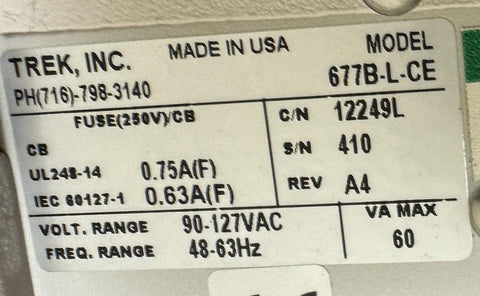 TREK, INC. MADE IN USA MODEL
PH(716)-798-3140 677B-L-CE
FUSE(250V)/CB C/N 12249L
CB
UL248-14 0.75A(F) S/N 410
IEC 60127-1 0.63A(F) REV A4
VOLT. RANGE 90-127VAC VA MAX
FREQ. RANGE 48-63Hz 60